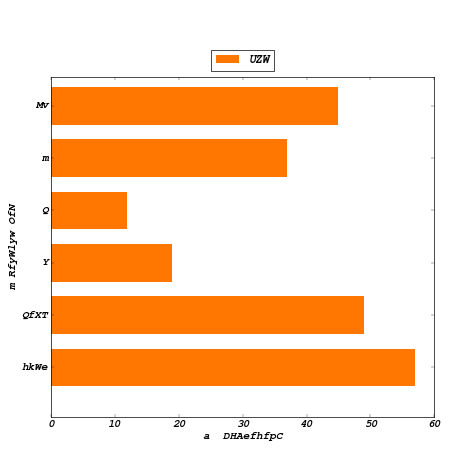 UZW
Mv
m
Q
Y
QfXT
hkWe
0 10 20 30 40 50 60
a  DHAefhfpC
m RfyWlyw OfN